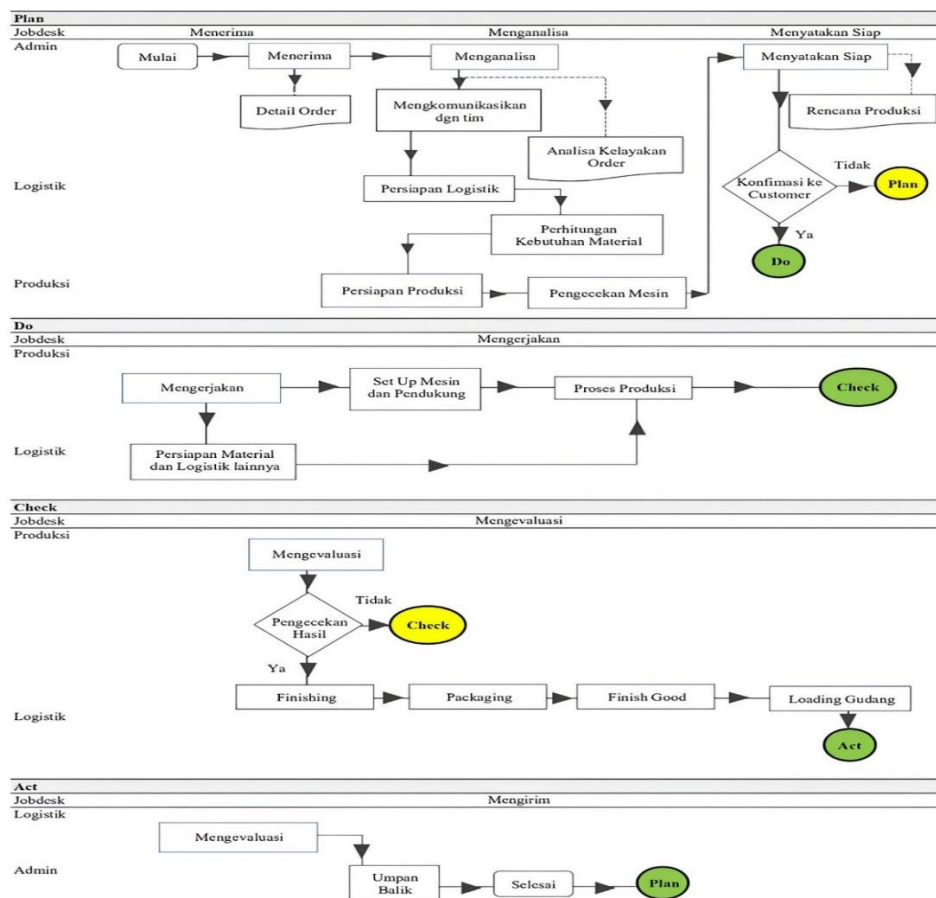 Plan
Jobdesk Menerima Menganalisa Menyatakan Siap
Admin
Mulai
Menerima
Menganalisa
Menyatakan Siap
Detail Order
Mengkomunikasikan
dgn tim
Analisa Kelayakan
Order
Rencana Produksi
Logistik
Persiapan Logistik
Konfimasi ke
Customer
Tidak
Plan
Perhitungan
Kebutuhan Material
Ya
Do
Produksi
Persiapan Produksi
Pengecekan Mesin
Do
Jobdesk Mengerjakan
Produksi
Mengerjakan
Set Up Mesin
dan Pendukung
Proses Produksi
Check
Logistik
Persiapan Material
dan Logistik lainnya
Check
Jobdesk Mengevaluasi
Produksi
Mengevaluasi
Pengecekan
Hasil
Tidak
Check
Ya
Finishing
Packaging
Finish Good
Loading Gudang
Logistik
Act
Act
Jobdesk Mengirim
Logistik
Mengevaluasi
Admin
Umpan
Balik
Selesai
Plan